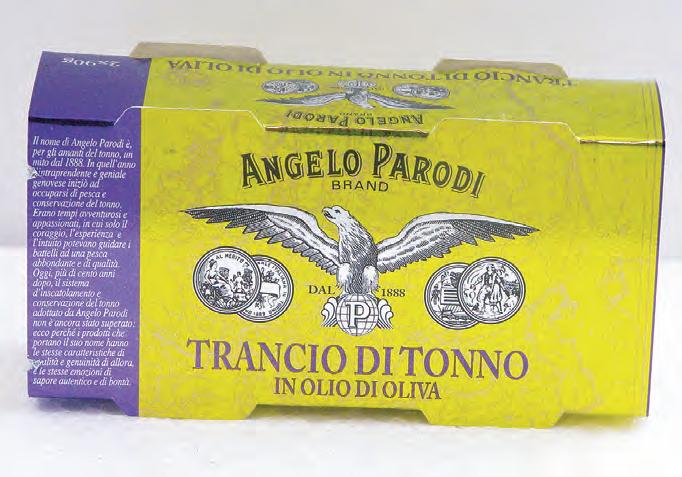 2x90g
TRANCIO DI TONNO IN OLIO DI OLIVA
ANGELO PARODI
BRAND
Il nome di Angelo Parodi è,
per gli amanti del tonno, un
mito dal 1888. In quell'anno
intraprendente e geniale
genovese iniziò ad
occuparsi di pesca e
conservazione del tonno.
Erano tempi avventurosi e
appassionati, in cui solo il
coraggio, l'esperienza e
l'intuito potevano guidare i
battelli ad una pesca
abbondante e di qualità.
Oggi, più di cento anni
dopo, il sistema
d'inscatolamento e
conservazione del tonno
adottato da Angelo Parodi
non è ancora stato superato:
ecco perché i prodotti che
portano il suo nome hanno
le stesse caratteristiche di
qualità e genuinità di allora,
e le stesse emozioni di
sapore autentico e di bontà.
ANGELO PARODI
BRAND
DAL 1888
P
TRANCIO DI TONNO
IN OLIO DI OLIVA